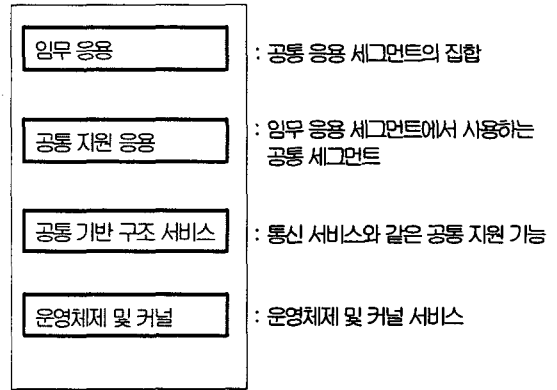 임무 응용
: 공통 응용 세그먼트의 집합
공통 지원 응용
: 임무 응용 세그먼트에서 사용하는
공통 세그먼트
공통 기반 구조 서비스
: 통신 서비스와 같은 공통 지원 기능
운영체제 및 커널
: 운영체제 및 커널 서비스